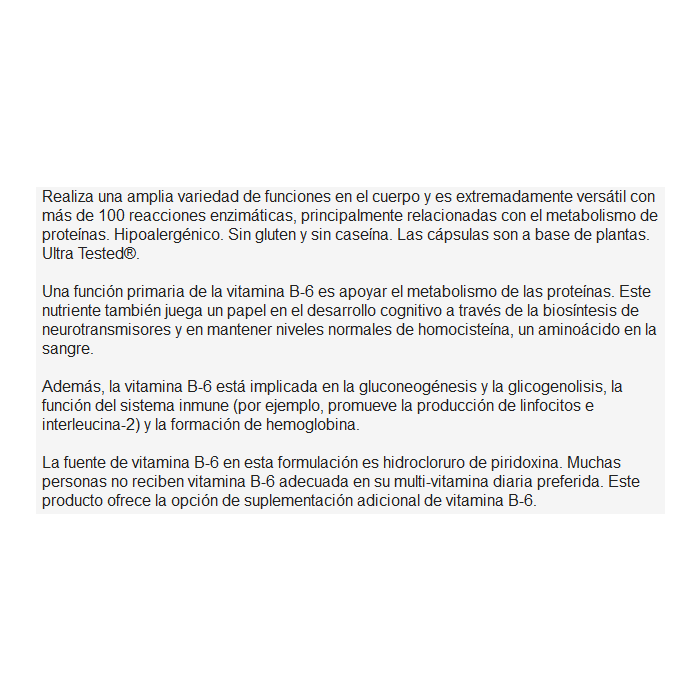 Realiza una amplia variedad de funciones en el cuerpo y es extremadamente versátil con
más de 100 reacciones enzimáticas, principalmente relacionadas con el metabolismo de
proteínas. Hipoalergénico. Sin gluten y sin caseína. Las cápsulas son a base de plantas.
Ultra Tested®.
Una función primaria de la vitamina B-6 es apoyar el metabolismo de las proteínas. Este
nutriente también juega un papel en el desarrollo cognitivo a través de la biosíntesis de
neurotransmisores y en mantener niveles normales de homocisteína, un aminoácido en la
sangre.
Además, la vitamina B-6 está implicada en la gluconeogénesis y la glicogenolisis, la
función del sistema inmune (por ejemplo, promueve la producción de linfocitos e
interleucina-2) y la formación de hemoglobina.
La fuente de vitamina B-6 en esta formulación es hidrocloruro de piridoxina. Muchas
personas no reciben vitamina B-6 adecuada en su multi-vitamina diaria preferida. Este
producto ofrece la opción de suplementación adicional de vitamina B-6.